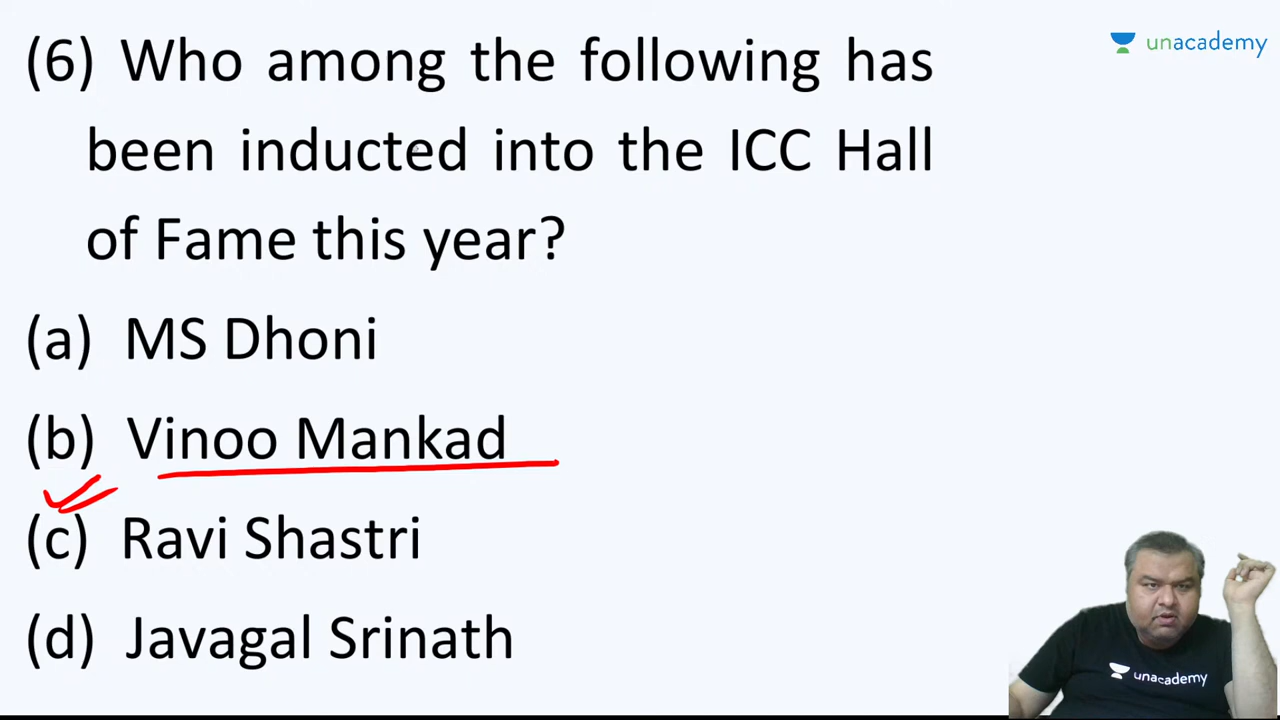 (6) Who among the following has
been inducted into the ICC Hall
of Fame this year?
(a) MS Dhoni
(b) Vinoo Mankad
(c) Ravi Shastri
(d) Javagal Srinath
unacademy
unacademy